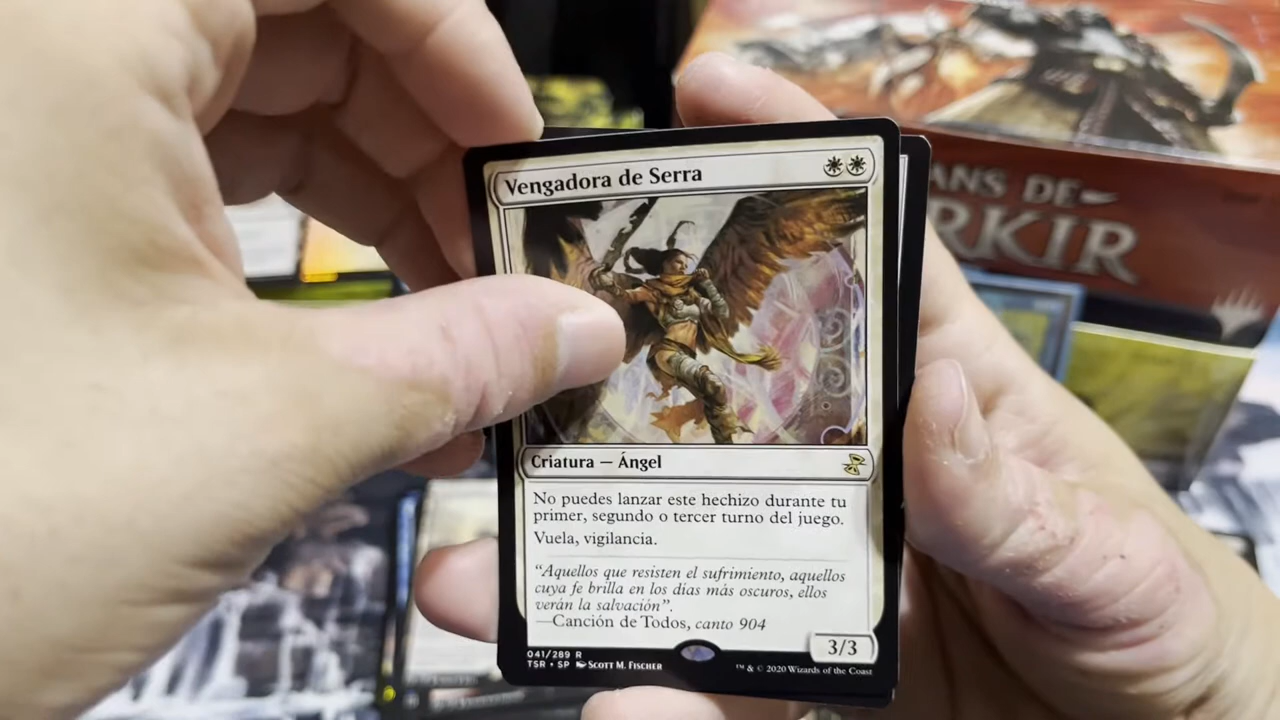 Vengadora de Serra
ANS DE
RKIR
Criatura — Ángel
No puedes lanzar este hechizo durante tu
primer, segundo o tercer turno del juego.
Vuela, vigilancia.
“Aquellos que resisten el sufrimiento, aquellos
cuya fe brilla en los días más oscuros, ellos
verán la salvación”.
—Canción de Todos, canto 904
3/3
041/289 R
TSR • SP Scott M. Fischer
™ & © 2020 Wizards of the Coast